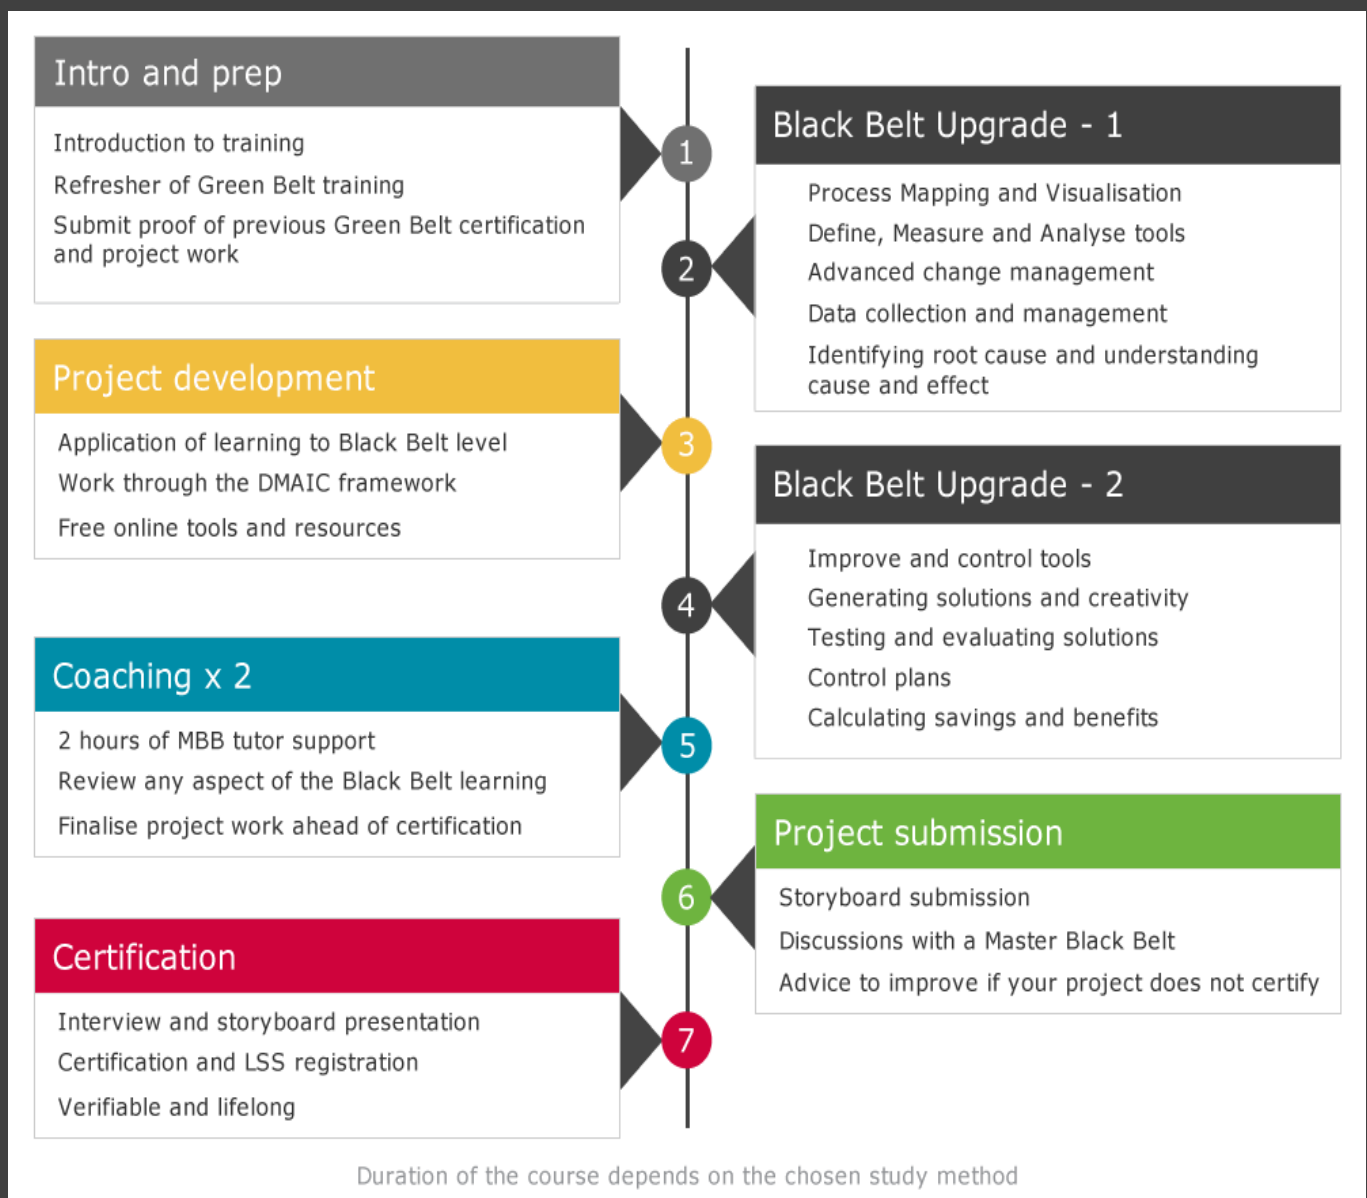 Intro and prep
Introduction to training
Refresher of Green Belt training
Submit proof of previous Green Belt certification
and project work
1
Black Belt Upgrade - 1
Process Mapping and Visualisation
Define, Measure and Analyse tools
Advanced change management
Data collection and management
Identifying root cause and understanding
cause and effect
2
Project development
Application of learning to Black Belt level
Work through the DMAIC framework
Free online tools and resources
3
Black Belt Upgrade - 2
Improve and control tools
Generating solutions and creativity
Testing and evaluating solutions
Control plans
Calculating savings and benefits
4
Coaching x 2
2 hours of MBB tutor support
Review any aspect of the Black Belt learning
Finalise project work ahead of certification
5
Project submission
Storyboard submission
Discussions with a Master Black Belt
Advice to improve if your project does not certify
6
Certification
Interview and storyboard presentation
Certification and LSS registration
Verifiable and lifelong
7
Duration of the course depends on the chosen study method